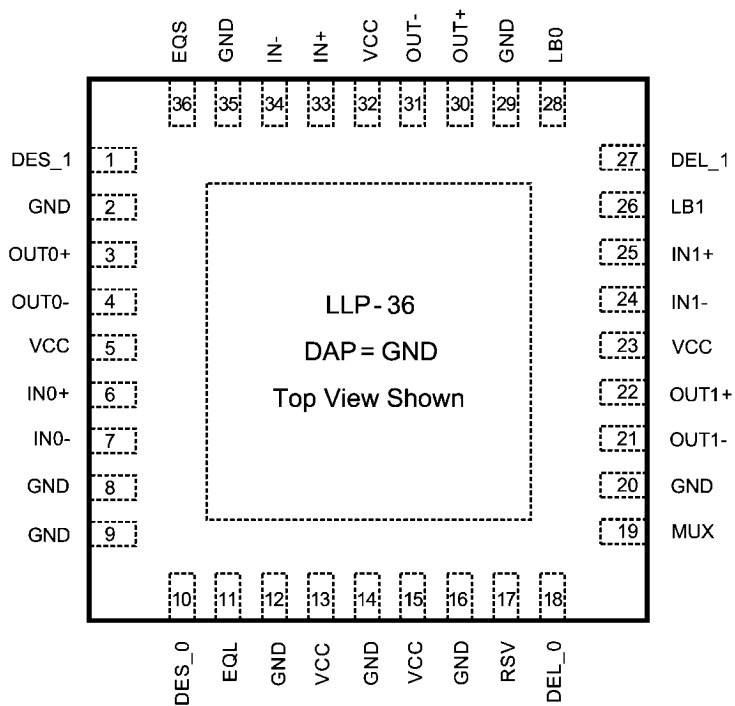 EQS GND IN- IN+ VCC OUT- OUT+ GND LB0
36 35 34 33 32 31 30 29 28
DES_1 1 27 DEL_1
GND 2 26 LB1
OUT0+ 3 25 IN1+
OUT0- 4 24 IN1-
VCC 5 23 VCC
IN0+ 6 22 OUT1+
IN0- 7 21 OUT1-
GND 8 20 GND
GND 9 19 MUX
LLP-36
DAP = GND
Top View Shown
10 11 12 13 14 15 16 17 18
DES_0 EQL GND VCC GND VCC GND RSV DEL_0